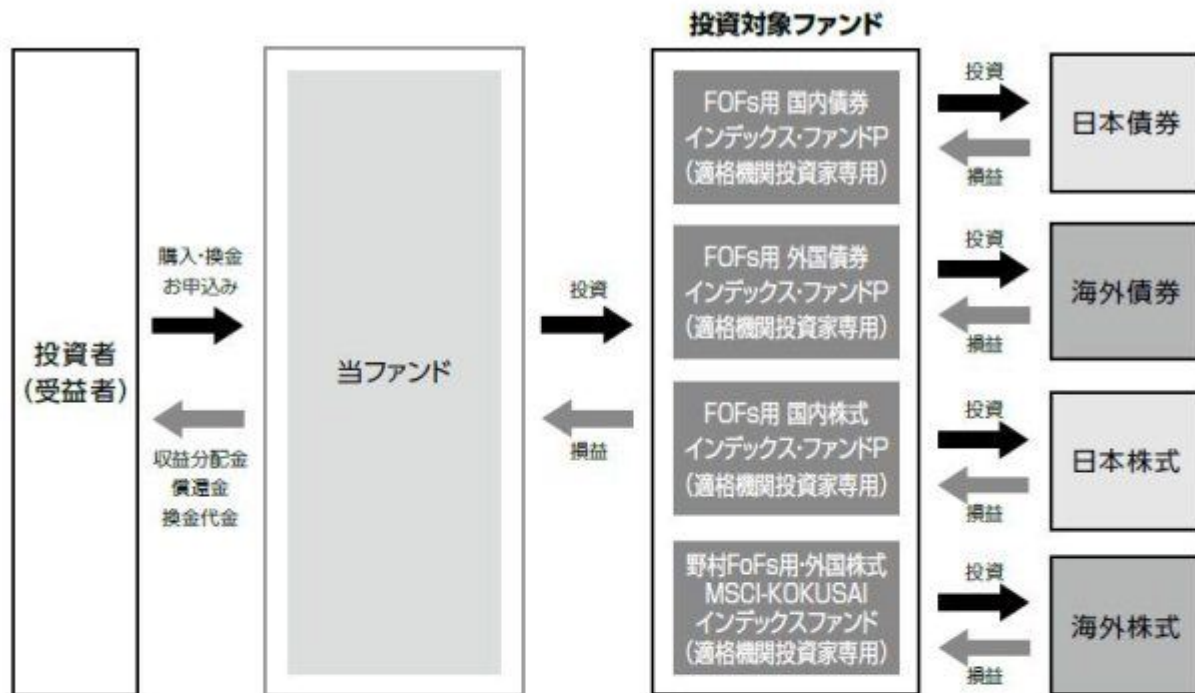 投資対象ファンド
投資者
(受益者)
購入・換金
お申込み
収益分配金
償還金
換金代金
当ファンド
投資
損益
FOFs用 国内債券
インデックス・ファンドP
(適格機関投資家専用)
投資
損益
日本債券
FOFs用 外国債券
インデックス・ファンドP
(適格機関投資家専用)
投資
損益
海外債券
FOFs用 国内株式
インデックス・ファンドP
(適格機関投資家専用)
投資
損益
日本株式
野村FoFs用・外国株式
MSCI-KOKUSAI
インデックスファンド
(適格機関投資家専用)
投資
損益
海外株式